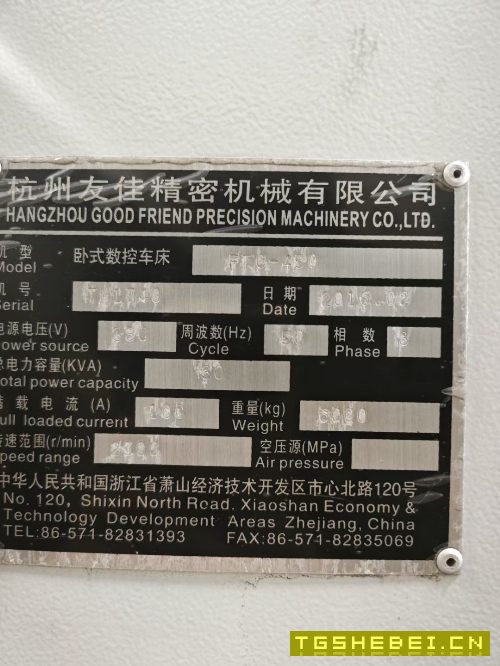 杭州友佳精密机械有限公司
HANGZHOU GOOD FRIEND PRECISION MACHINERY CO.,LTD.
机型 卧式数控车床
Model
机号 日期
Serial Date
电源电压(V) 周波数(Hz) 相数
Power source Cycle Phase
总电力容量(KVA)
total power capacity
满载电流(A) 重量(kg)
full loaded current Weight
转速范围(r/min) 空压源(MPa)
Speed range Air pressure
中华人民共和国浙江省萧山经济技术开发区市心北路120号
No. 120, Shixin North Road. Xiaoshan Economy &
Technology Development Areas Zhejiang, China
TEL:86-571-82831393 FAX:86-571-82835069
TGSHEBEI.CN